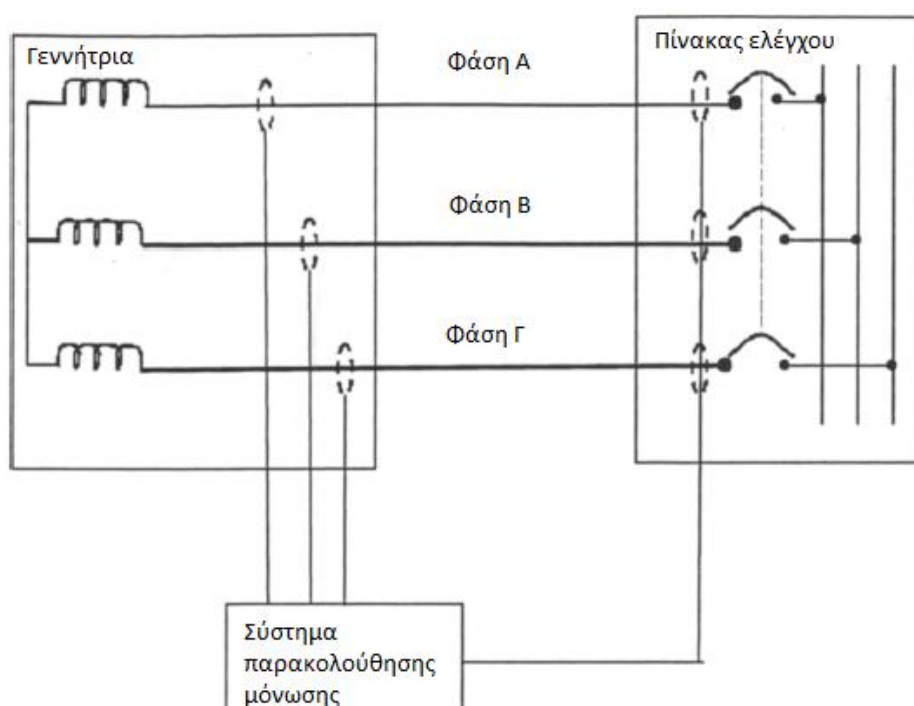 Γεννήτρια
Φάση Α
Πίνακας ελέγχου
Φάση Β
Φάση Γ
Σύστημα
παρακολούθησης
μόνωσης